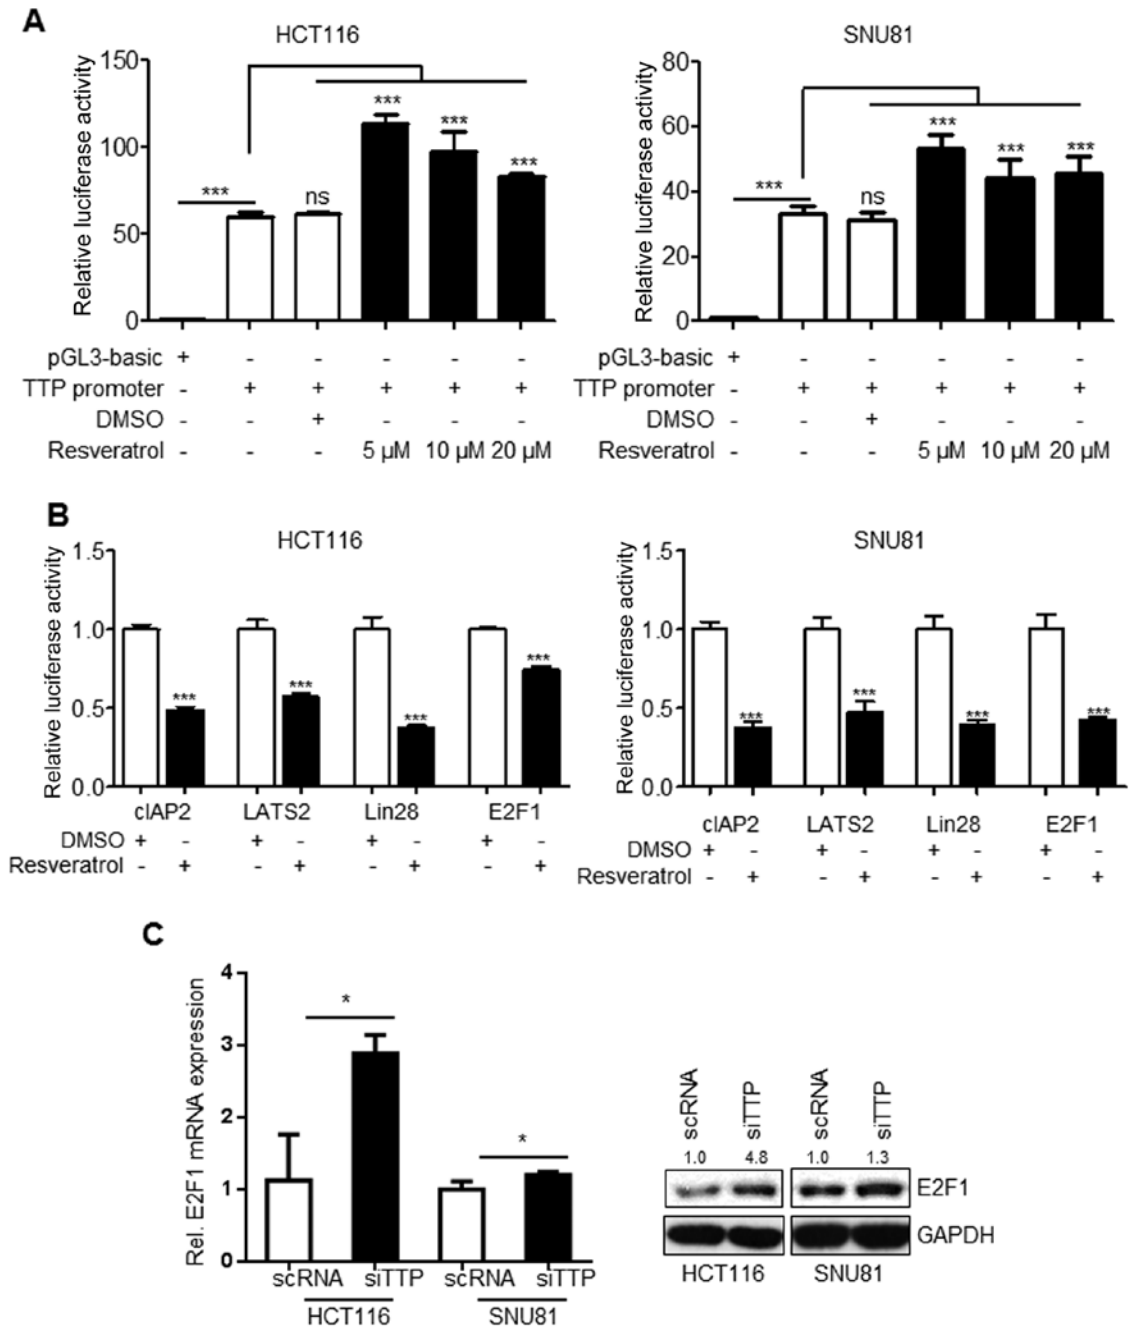 A
HCT116
SNU81
Relative luciferase activity
150
100
50
0
***
ns
***
***
***
Relative luciferase activity
80
60
40
20
0
***
ns
***
***
***
pGL3-basic + - - - - -
TTP promoter - + + + + +
DMSO - - + - - -
Resveratrol - - - 5 µM 10 µM 20 µM
pGL3-basic + - - - - -
TTP promoter - + + + + +
DMSO - - + - - -
Resveratrol - - - 5 µM 10 µM 20 µM
B
HCT116
SNU81
Relative luciferase activity
1.5
1.0
0.5
0.0
***
***
***
***
cIAP2 LATS2 Lin28 E2F1
DMSO + - + - + - + -
Resveratrol - + - + - + - +
Relative luciferase activity
1.5
1.0
0.5
0.0
***
***
***
***
cIAP2 LATS2 Lin28 E2F1
DMSO + - + - + - + -
Resveratrol - + - + - + - +
C
Rel. E2F1 mRNA expression
4
3
2
1
0
*
*
scRNA siTTP scRNA siTTP
HCT116 SNU81
scRNA siTTP scRNA siTTP
1.0 4.8 1.0 1.3
E2F1
GAPDH
HCT116 SNU81